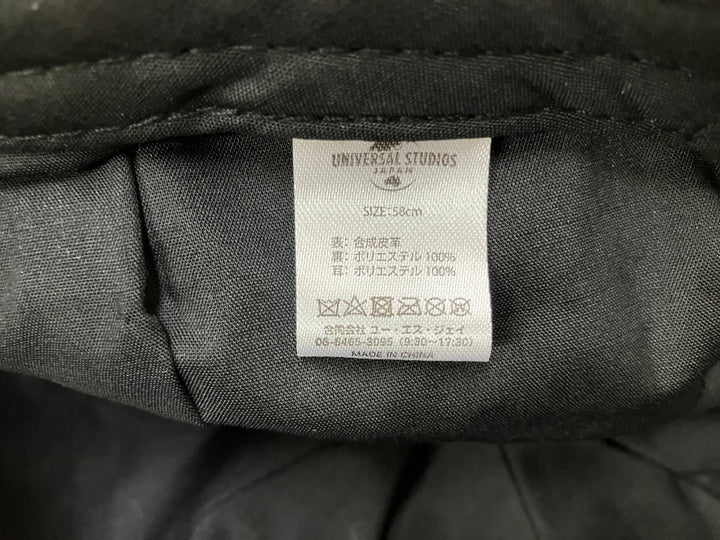 UNIVERSAL STUDIOS
JAPAN
SIZE:58cm
表：合成皮革
裏：ポリエステル 100%
耳：ポリエステル 100%
合同会社 ユー・エス・ジェイ
06-6465-3095 (9:30～17:30)
MADE IN CHINA